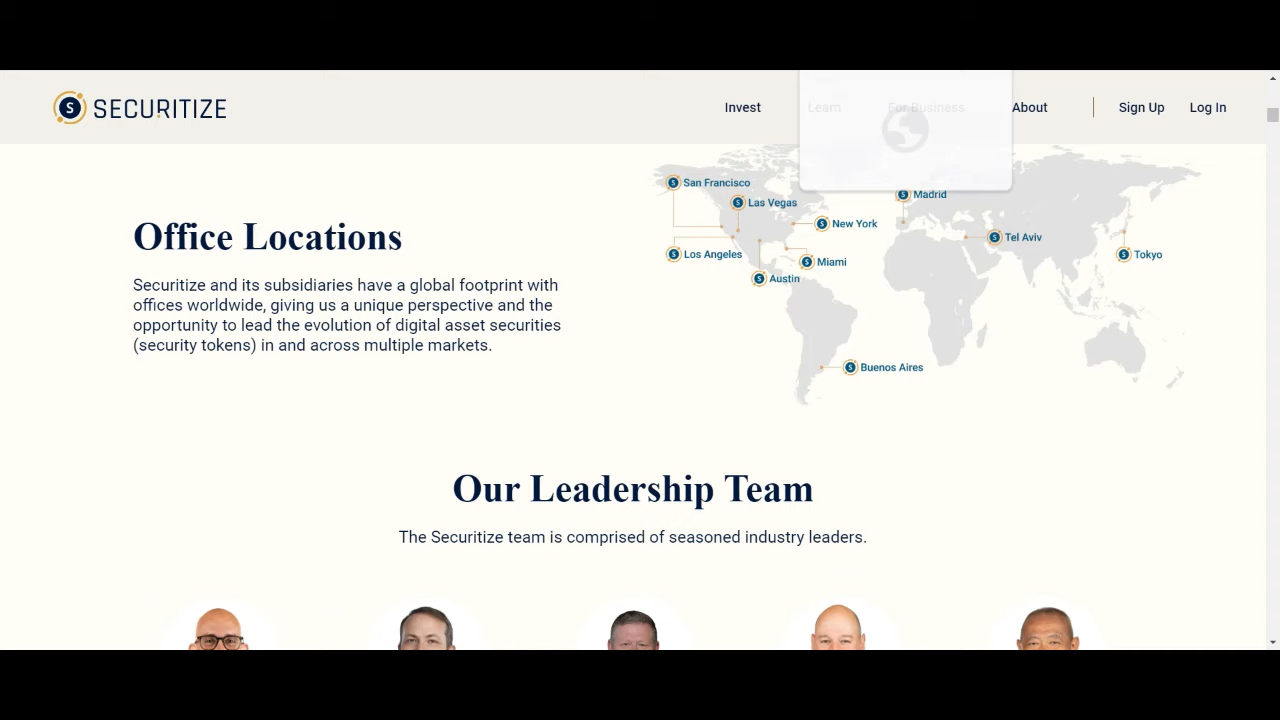 SECURITIZE
Invest
Learn
For Business
About
Sign Up
Log In
San Francisco
Las Vegas
Madrid
New York
Tel Aviv
Los Angeles
Miami
Tokyo
Austin
Buenos Aires
Office Locations
Securitize and its subsidiaries have a global footprint with
offices worldwide, giving us a unique perspective and the
opportunity to lead the evolution of digital asset securities
(security tokens) in and across multiple markets.
Our Leadership Team
The Securitize team is comprised of seasoned industry leaders.